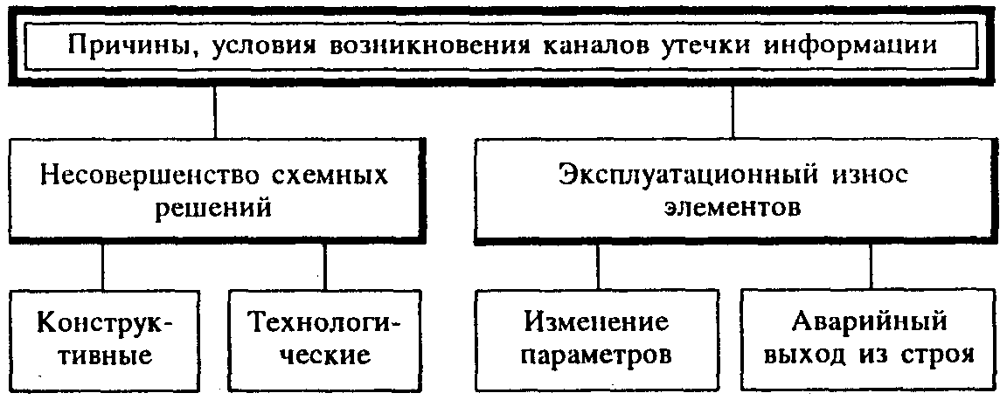 Причины, условия возникновения каналов утечки информации
Несовершенство схемных
решений
Эксплуатационный износ
элементов
Конструк-
тивные
Технологи-
ческие
Изменение
параметров
Аварийный
выход из строя